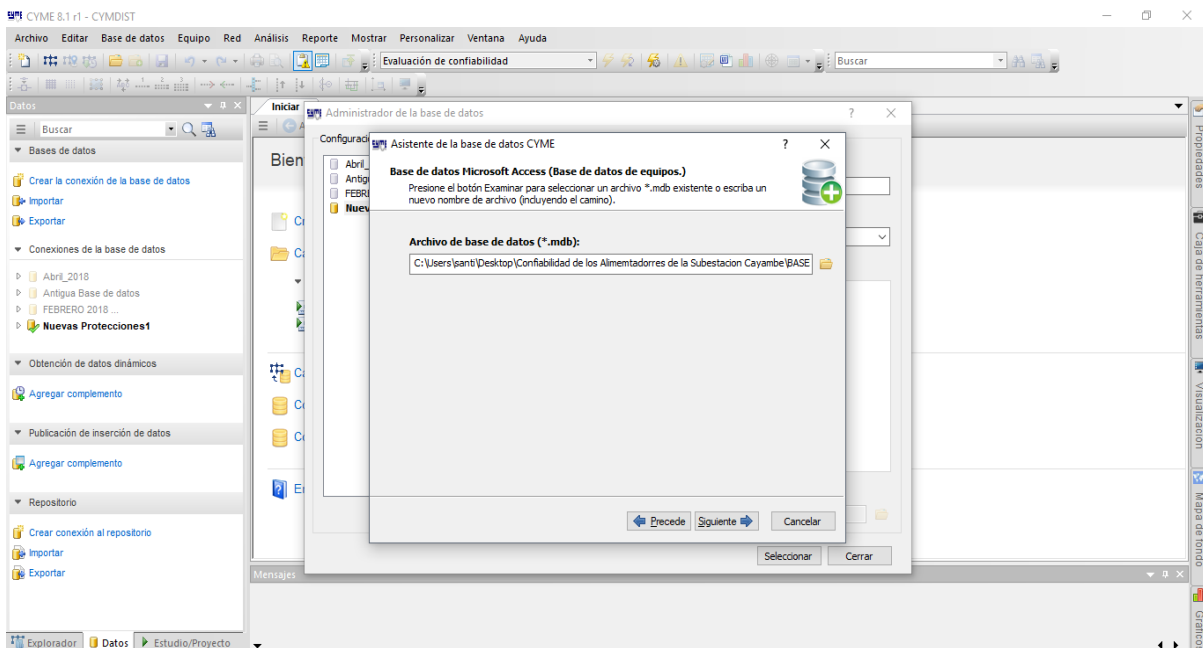 CYME 8.1 r1 - CYMDIST
Archivo Editar Base de datos Equipo Red Análisis Reporte Mostrar Personalizar Ventana Ayuda
Evaluación de confiabilidad
Buscar
Datos
Buscar
Bases de datos
Crear la conexión de la base de datos
Importar
Exportar
Conexiones de la base de datos
Abril_2018
Antigua Base de datos
FEBRERO 2018 ...
Nuevas Protecciones1
Obtención de datos dinámicos
Agregar complemento
Publicación de inserción de datos
Agregar complemento
Repositorio
Crear conexión al repositorio
Importar
Exportar
Explorador Datos Estudio/Proyecto
Iniciar
Bien
Administrador de la base de datos
Configuraci
Abril_
Antig
FEBR
Nuev
Asistente de la base de datos CYME
Base de datos Microsoft Access (Base de datos de equipos.)
Presione el botón Examinar para seleccionar un archivo *.mdb existente o escriba un
nuevo nombre de archivo (incluyendo el camino).
Archivo de base de datos (*.mdb):
C:\Users\santi\Desktop\Confiabilidad de los Alimemtadorres de la Subestacion Cayambe\BASE
Precede Siguiente Cancelar
Seleccionar Cerrar
Mensajes
Propiedades
Caja de herramientas
Visualización
Mapa de fondo
Gráficos